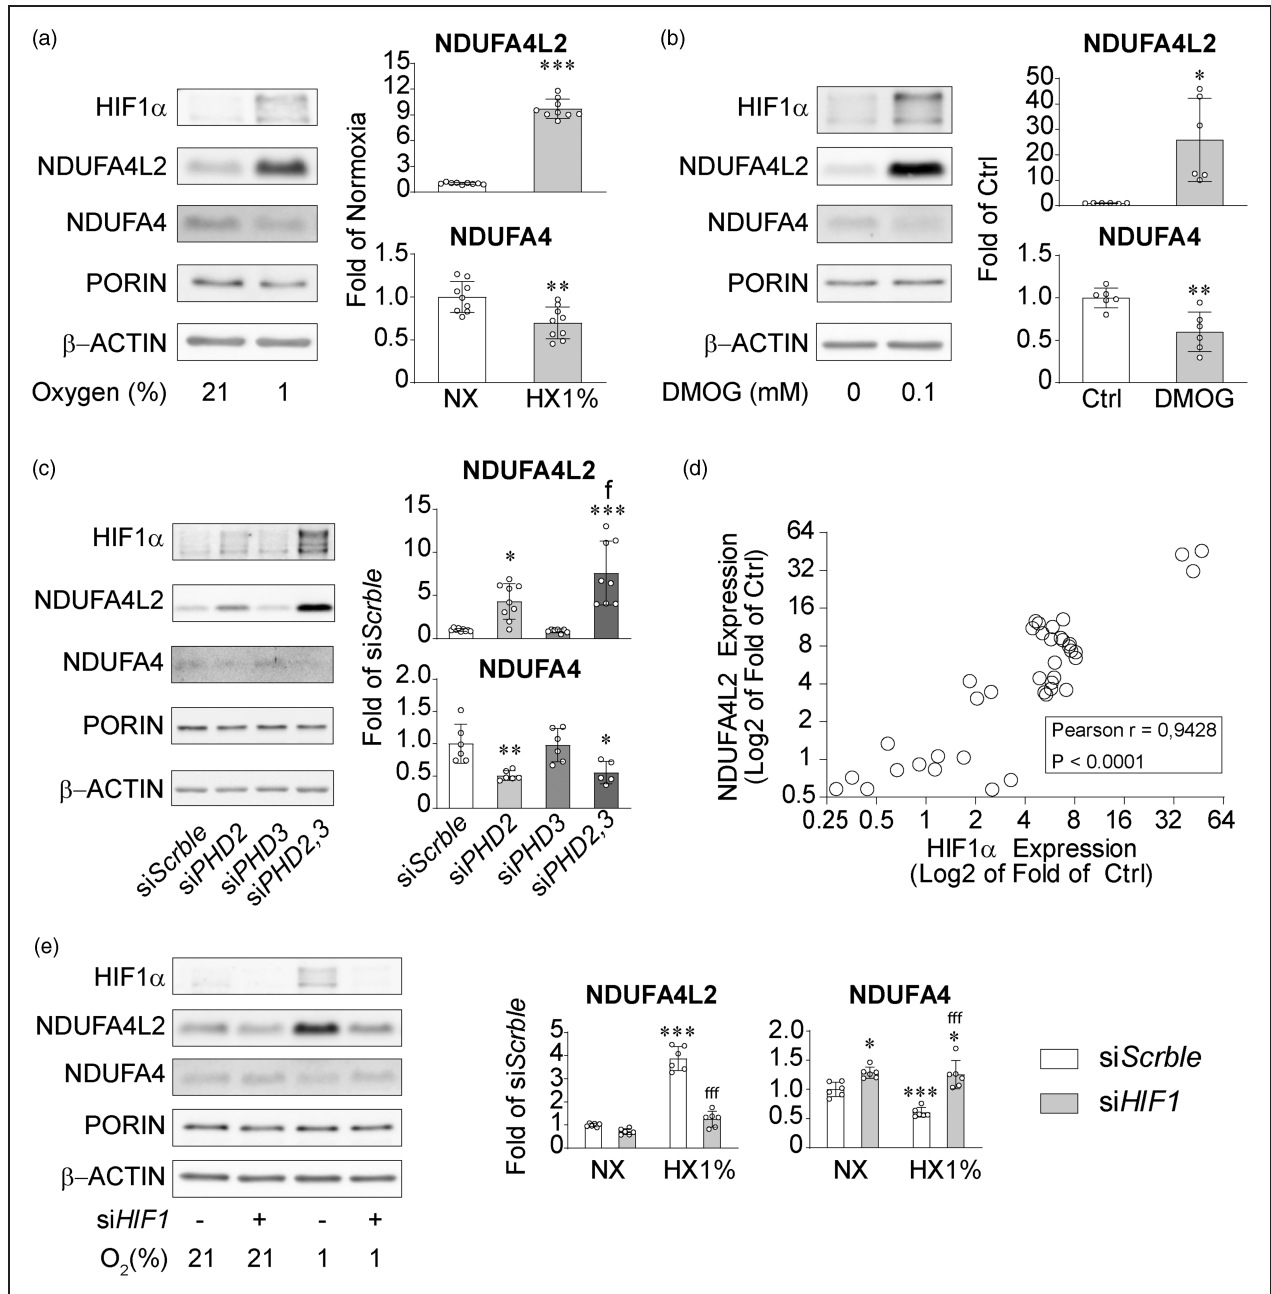 (a)
HIF1α
NDUFA4L2
NDUFA4
PORIN
β–ACTIN
Oxygen (%) 21 1
Fold of Normoxia
NDUFA4L2
15
12
9
6
3
0
***
NDUFA4
1.5
1.0
0.5
0
**
NX HX1%
(b)
HIF1α
NDUFA4L2
NDUFA4
PORIN
β–ACTIN
DMOG (mM) 0 0.1
Fold of Ctrl
NDUFA4L2
50
40
30
20
10
0
*
NDUFA4
1.5
1.0
0.5
0
**
Ctrl DMOG
(c)
HIF1α
NDUFA4L2
NDUFA4
PORIN
β–ACTIN
siScrble siPHD2 siPHD3 siPHD2,3
Fold of siScrble
NDUFA4L2
15
10
5
0
*
f
***
NDUFA4
2.0
1.5
1.0
0.5
0
**
*
siScrble siPHD2 siPHD3 siPHD2,3
(d)
NDUFA4L2 Expression
(Log2 of Fold of Ctrl)
64
32
16
8
4
2
1
0.5
Pearson r = 0,9428
P < 0.0001
0.25 0.5 1 2 4 8 16 32 64
HIF1α Expression
(Log2 of Fold of Ctrl)
(e)
HIF1α
NDUFA4L2
NDUFA4
PORIN
β–ACTIN
siHIF1 - + - +
O2(%) 21 21 1 1
Fold of siScrble
NDUFA4L2
5
4
3
2
1
0
***
fff
NX HX1%
NDUFA4
2.0
1.5
1.0
0.5
0
*
***
fff
*
NX HX1%
siScrble
siHIF1